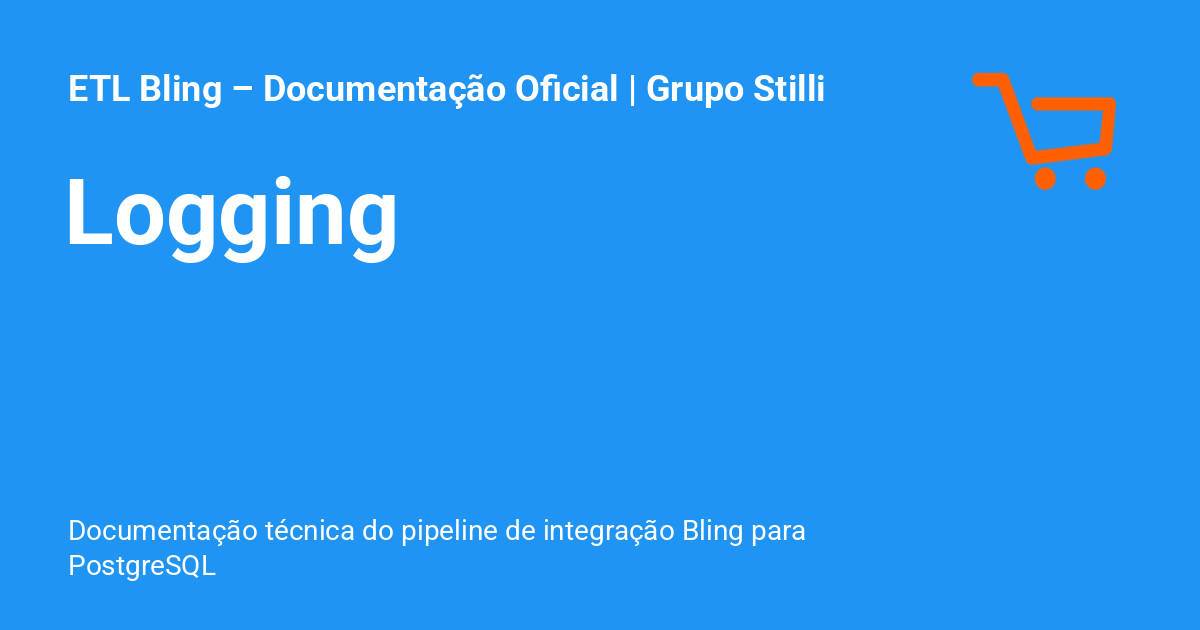 ETL Bling – Documentação Oficial | Grupo Stilli
Logging
Documentação técnica do pipeline de integração Bling para
PostgreSQL